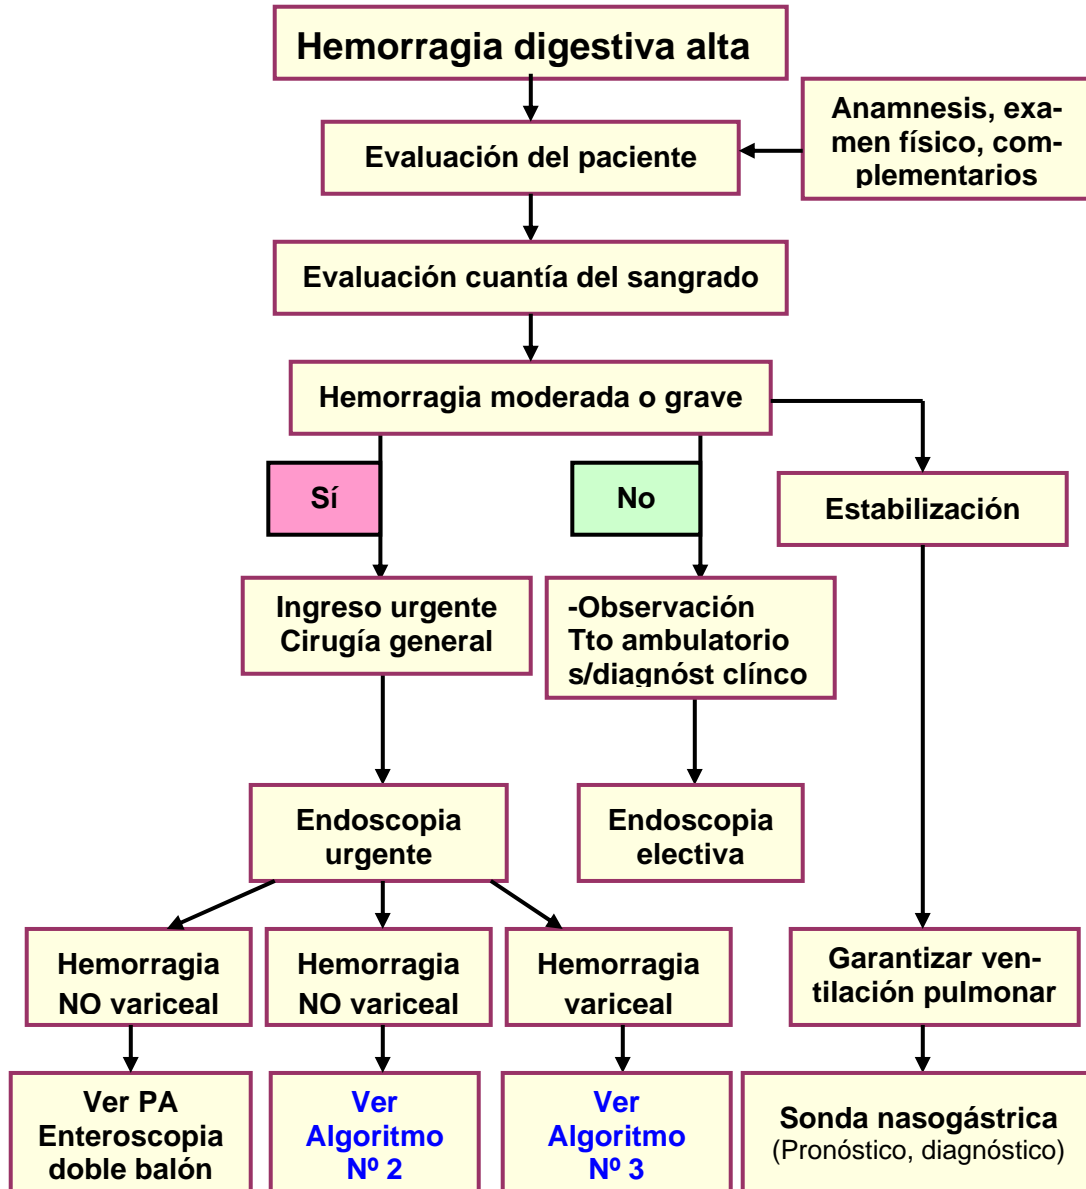 Hemorragia digestiva alta
Anamnesis, exa-
men físico, com-
plementarios
Evaluación del paciente
Evaluación cuantía del sangrado
Hemorragia moderada o grave
Sí
No
Estabilización
Ingreso urgente
Cirugía general
-Observación
Tto ambulatorio
s/diagnóst clínco
Endoscopia
urgente
Endoscopia
electiva
Hemorragia
NO variceal
Hemorragia
NO variceal
Hemorragia
variceal
Garantizar ven-
tilación pulmonar
Ver PA
Enteroscopia
doble balón
Ver
Algoritmo
Nº 2
Ver
Algoritmo
Nº 3
Sonda nasogástrica
(Pronóstico, diagnóstico)